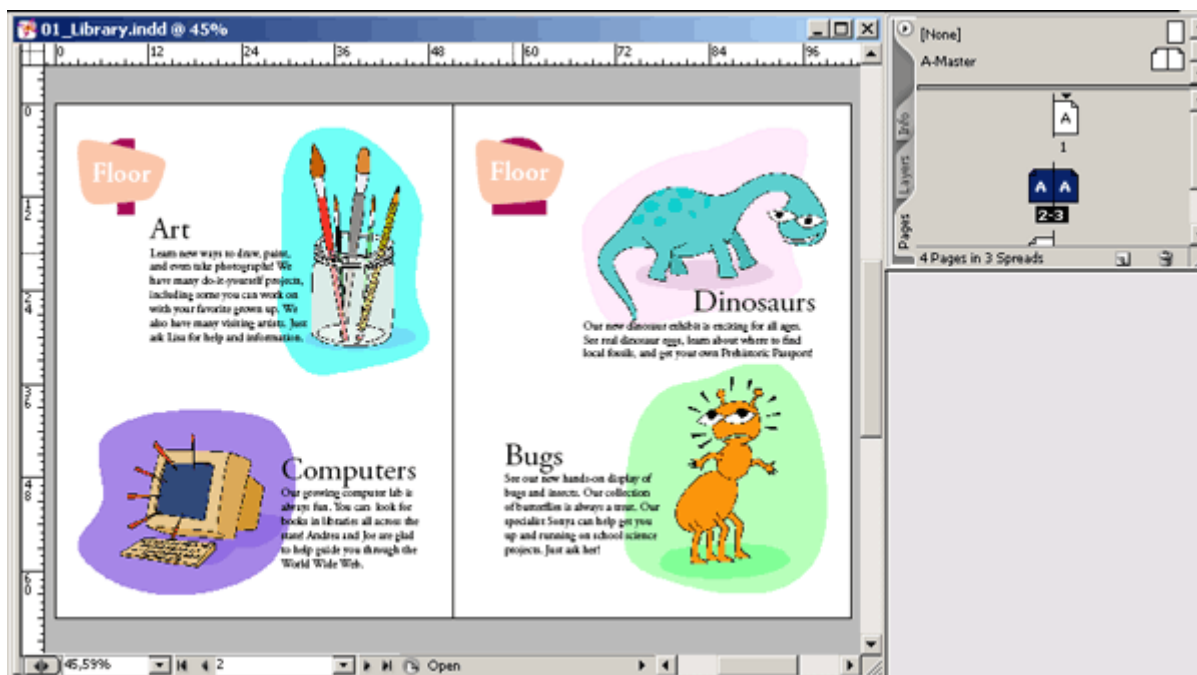 01_Library.indd @ 45%
0 12 24 36 48 60 72 84 96
0
12
24
36
48
60
Floor
Art
Learn new ways to draw, paint,
and even take photographs! We
have many do-it-yourself projects,
including some you can work on
with your favorite grown up. We
also have many visiting artists. Just
ask Lisa for help and information.
Computers
Our growing computer lab is
always fun. You can look for
books in libraries all across the
state! Andrea and Joe are glad
to help guide you through the
World Wide Web.
Floor
Dinosaurs
Our new dinosaur exhibit is exciting for all ages.
See real dinosaur eggs, learn about where to find
local fossils, and get your own Prehistoric Passport!
Bugs
See our new hands-on display of
bugs and insects. Our collection
of butterflies is always a treat. Our
specialist Sonya can help get you
up and running on school science
projects. Just ask her!
45,59% 2 Open
[None]
A-Master
Info
Layers
Pages
A
1
A A
2-3
4 Pages in 3 Spreads